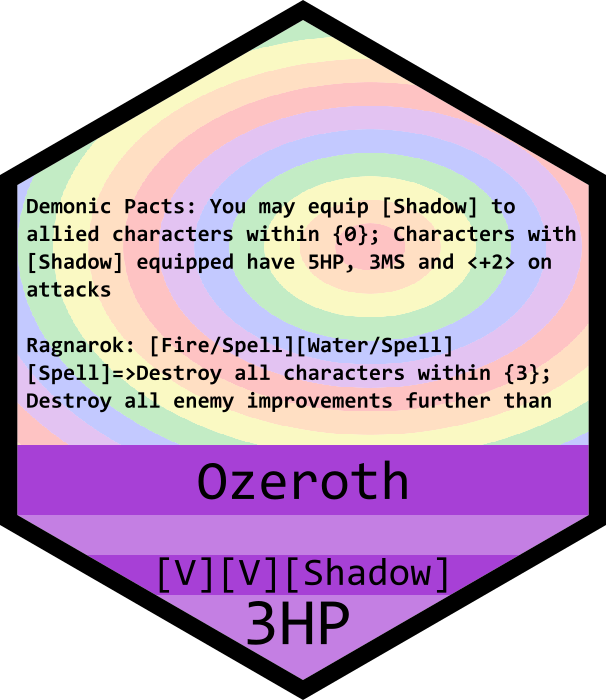 Demonic Pacts: You may equip [Shadow] to
allied characters within {0}; Characters with
[Shadow] equipped have 5HP, 3MS and <+2> on
attacks
Ragnarok: [Fire/Spell][Water/Spell]
[Spell]=>Destroy all characters within {3};
Destroy all enemy improvements further than
Ozeroth
[V][V][Shadow]
3HP